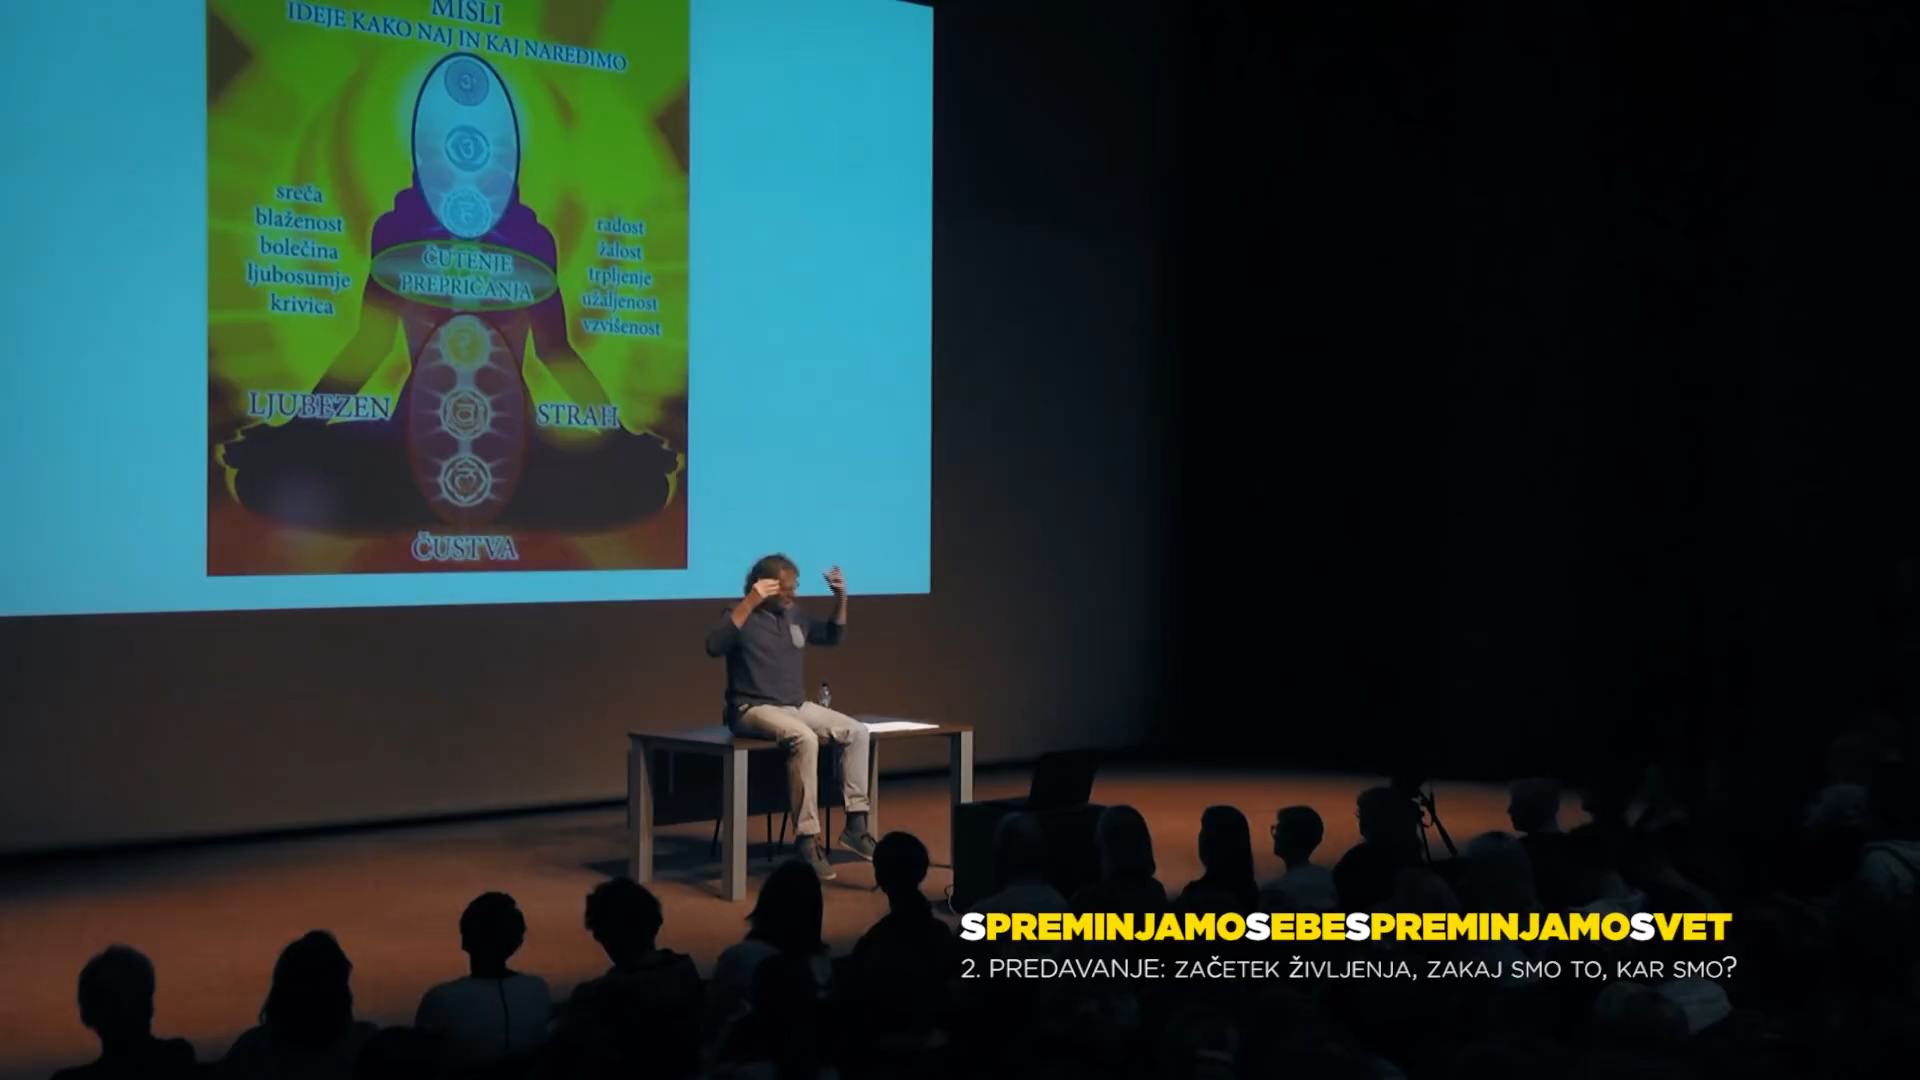 MISLI
IDEJE KAKO NAJ IN KAJ NAREDIMO
sreča
blaženost
bolečina
ljubosumje
krivica
radost
žalost
trpljenje
užaljenost
vzvišenost
ČUTENJE
PREPRIČANJA
LJUBEZEN
STRAH
ČUSTVA
SPREMINJAMOSEBESPREMINJAMOSVET
2. PREDAVANJE: ZAČETEK ŽIVLJENJA, ZAKAJ SMO TO, KAR SMO?